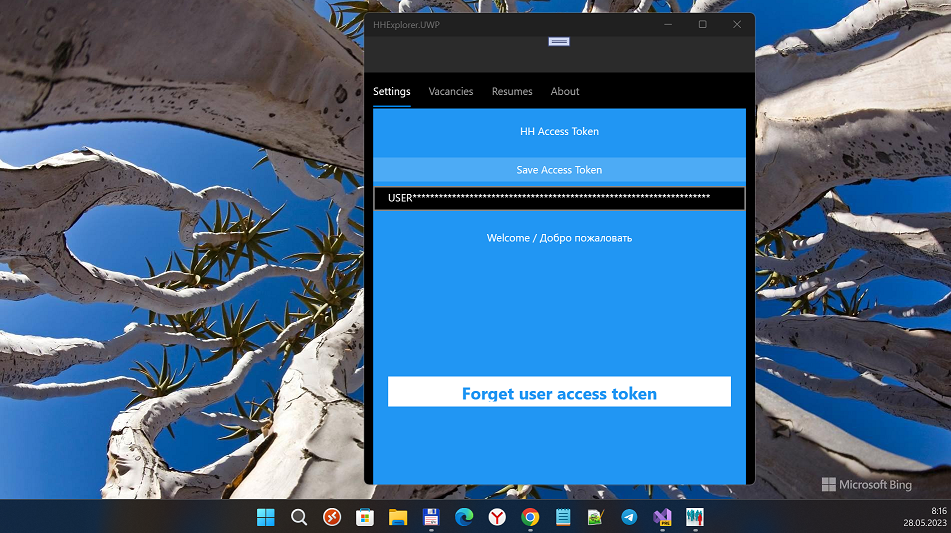 HHExplorer.UWP
Settings Vacancies Resumes About
HH Access Token
Save Access Token
USER********************************************************************
Welcome / Добро пожаловать
Forget user access token
Microsoft Bing
8:16
28.05.2023
PRE